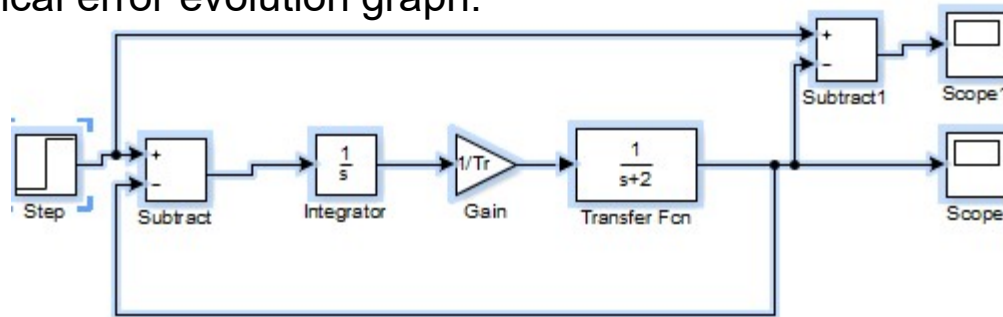 ical error evolution graph.
+
−
Subtract1
Scope1
Step
+
−
Subtract
1
s
Integrator
1/Tr
Gain
1
s+2
Transfer Fcn
Scope